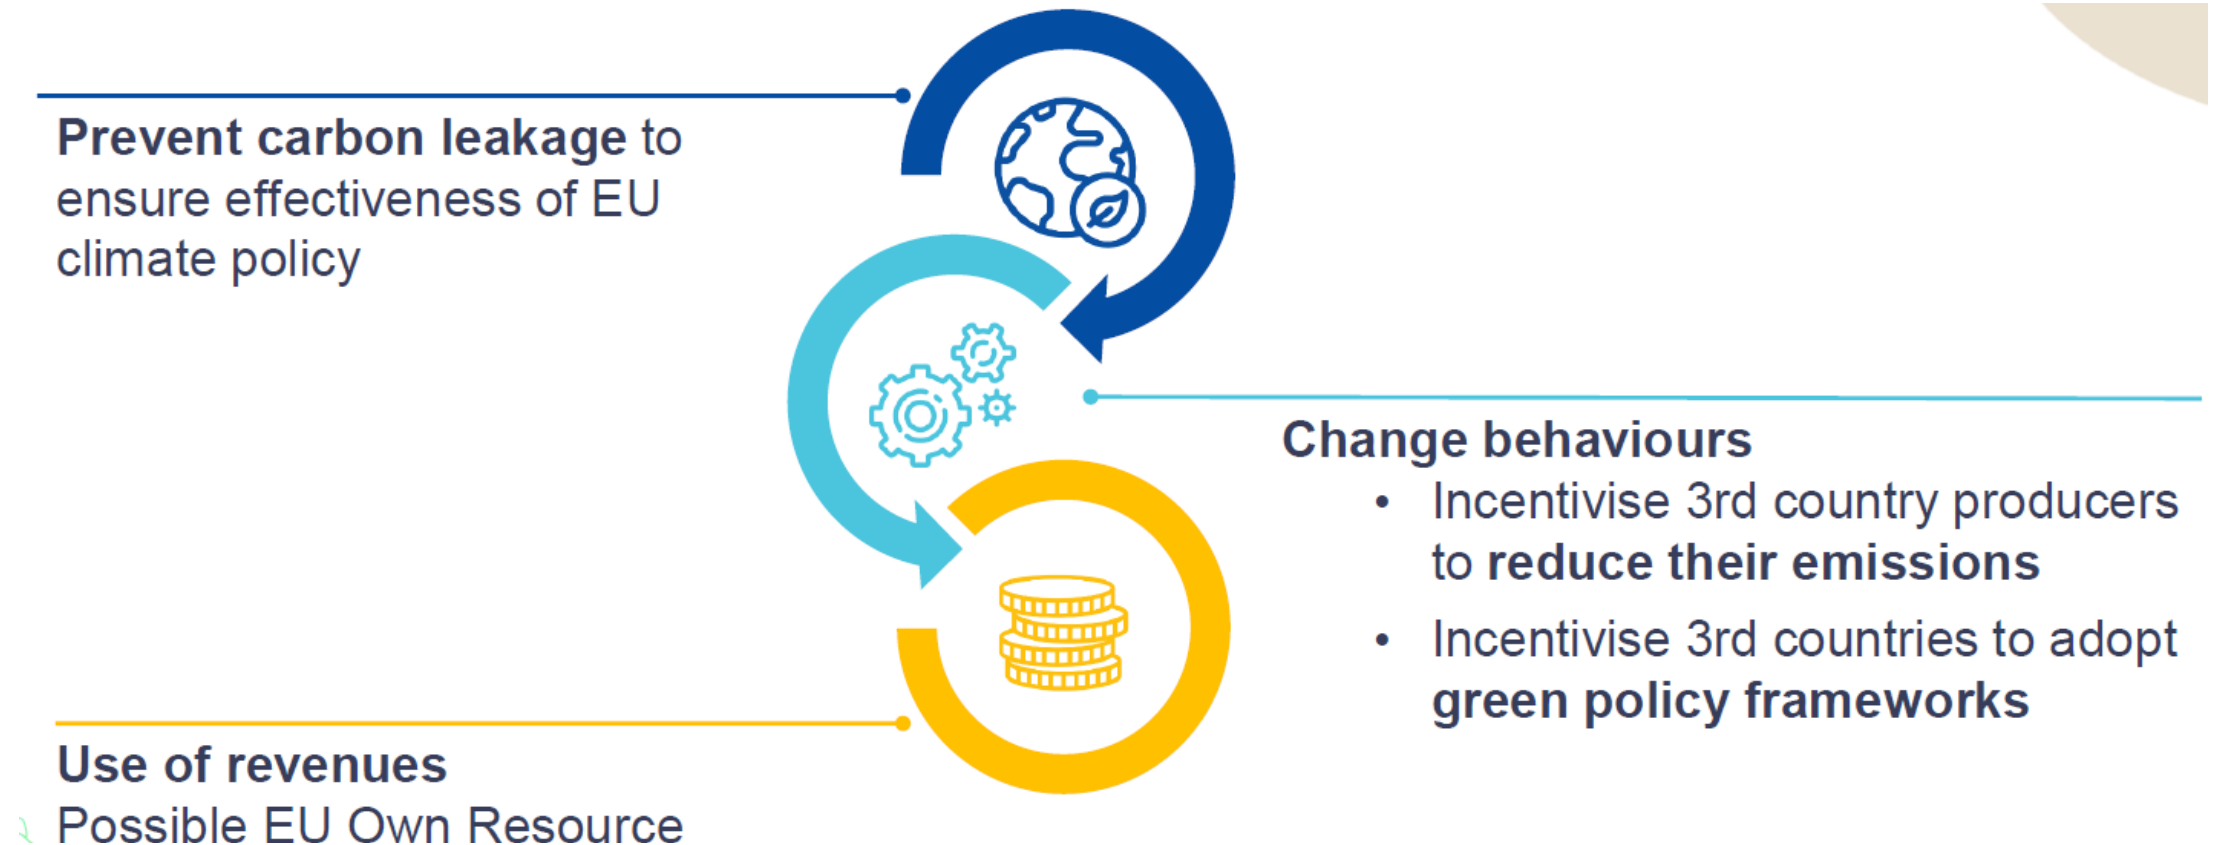 Prevent carbon leakage to
ensure effectiveness of EU
climate policy
Change behaviours
• Incentivise 3rd country producers
to reduce their emissions
• Incentivise 3rd countries to adopt
green policy frameworks
Use of revenues
Possible EU Own Resource